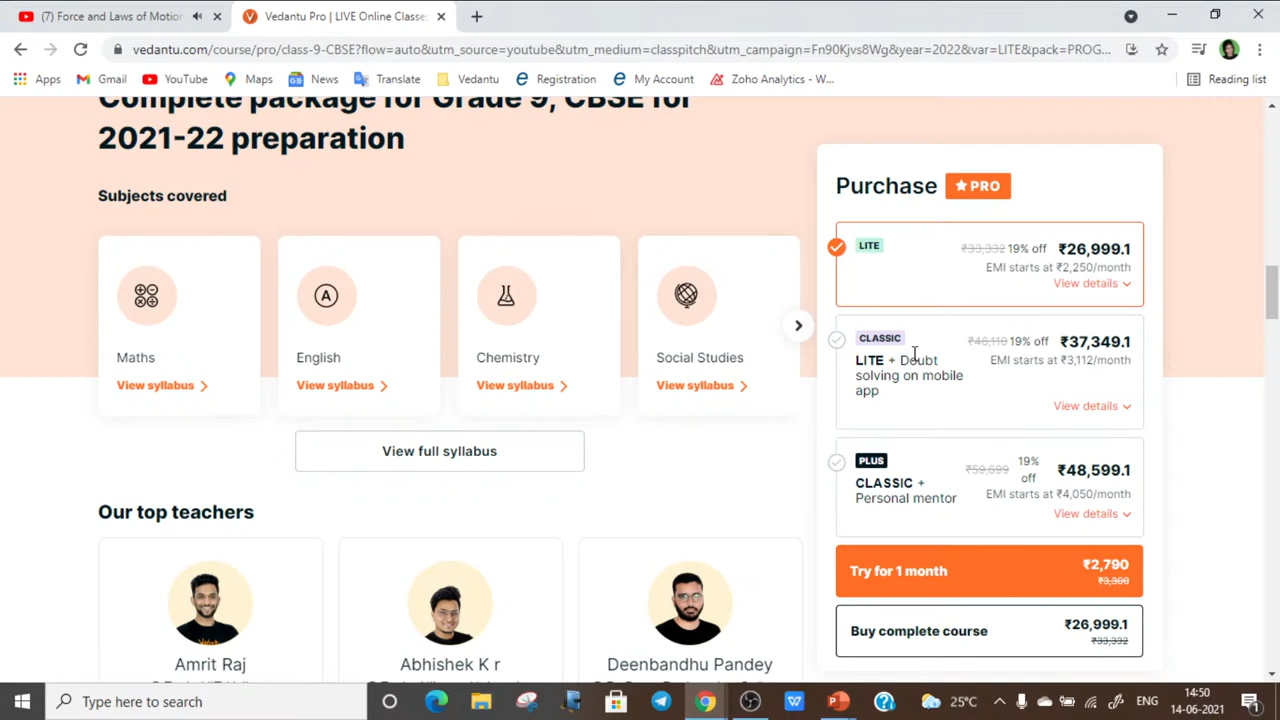 (7) Force and Laws of Motion
Vedantu Pro | LIVE Online Classe
vedantu.com/course/pro/class-9-CBSE?flow=auto&utm_source=youtube&utm_medium=classpitch&utm_campaign=Fn90Kjvs8Wg&year=2022&var=LITE&pack=PROG...
Apps
Gmail
YouTube
Maps
News
Translate
Vedantu
Registration
My Account
Zoho Analytics - W...
Reading list
Complete package for Grade 9, CBSE for
2021-22 preparation
Subjects covered
Maths
View syllabus
English
View syllabus
Chemistry
View syllabus
Social Studies
View syllabus
View full syllabus
Our top teachers
Amrit Raj
Abhishek K r
Deenbandhu Pandey
Purchase
PRO
LITE
₹33,332 19% off ₹26,999.1
EMI starts at ₹2,250/month
View details
CLASSIC
₹46,110 19% off ₹37,349.1
LITE + Doubt
solving on mobile
app
EMI starts at ₹3,112/month
View details
PLUS
₹59,699 19% off ₹48,599.1
CLASSIC +
Personal mentor
EMI starts at ₹4,050/month
View details
Try for 1 month
₹2,790
₹3,300
Buy complete course
₹26,999.1
₹33,332
Type here to search
25°C
ENG
14:50
14-06-2021